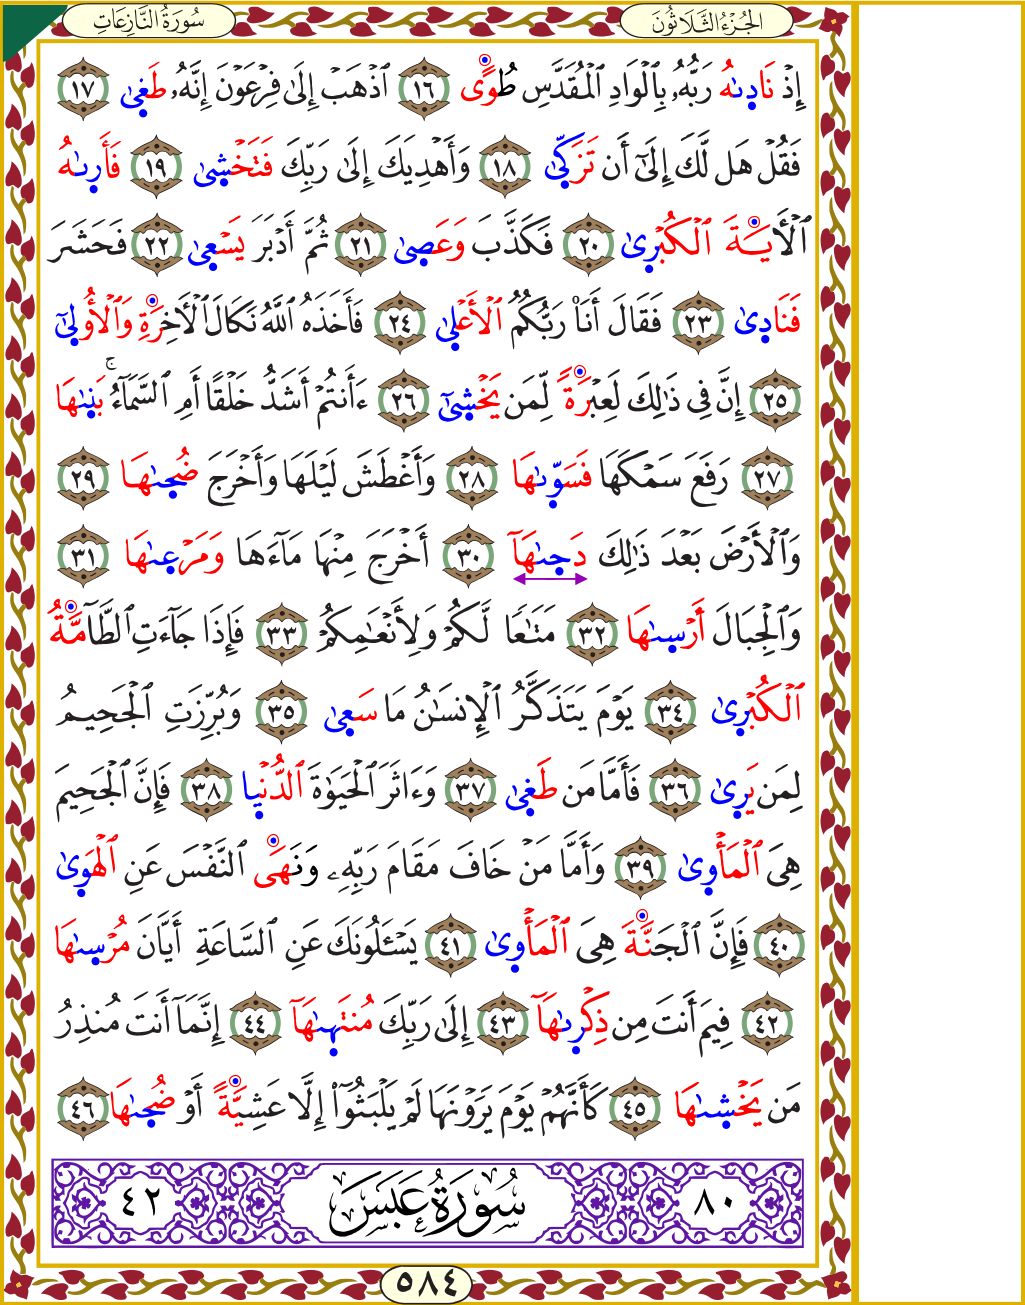 سُورَةُ النَّازِعَاتِ
الجُزْءُ الثَّلَاثُونَ
إِذْ نَادِىٰهُ رَبُّهُۥ بِٱلْوَادِ ٱلْمُقَدَّسِ طُوًى ١٦ ٱذْهَبْ إِلَىٰ فِرْعَوْنَ إِنَّهُۥ طَغِىٰ ١٧
فَقُلْ هَل لَّكَ إِلَىٰٓ أَن تَزَكِّىٰ ١٨ وَأَهْدِيَكَ إِلَىٰ رَبِّكَ فَتَخْشِىٰ ١٩ فَأَرِىٰهُ
ٱلْأَيَةَ ٱلْكُبْرِىٰ ٢٠ فَكَذَّبَ وَعَصِىٰ ٢١ ثُمَّ أَدْبَرَ يَسْعِىٰ ٢٢ فَحَشَرَ
فَنَادِىٰ ٢٣ فَقَالَ أَنَا۠ رَبُّكُمُ ٱلْأَعْلِىٰ ٢٤ فَأَخَذَهُ ٱللَّهُ نَكَالَ ٱلْأَخِرَةِ وَٱلْأُولِىٰٓ
٢٥ إِنَّ فِى ذَٰلِكَ لَعِبْرَةً لِّمَن يَخْشِىٰٓ ٢٦ ءَأَنتُمْ أَشَدُّ خَلْقًا أَمِ ٱلسَّمَآءُ ۚ بَنِىٰهَا
٢٧ رَفَعَ سَمْكَهَا فَسَوِّىٰهَا ٢٨ وَأَغْطَشَ لَيْلَهَا وَأَخْرَجَ ضُحِىٰهَا ٢٩
وَٱلْأَرْضَ بَعْدَ ذَٰلِكَ دَحِىٰهَآ ٣٠ أَخْرَجَ مِنْهَا مَآءَهَا وَمَرْعِىٰهَا ٣١
وَٱلْجِبَالَ أَرْسِىٰهَا ٣٢ مَتَـٰعًا لَّكُمْ وَلِأَنْعَـٰمِكُمْ ٣٣ فَإِذَا جَآءَتِ ٱلطَّآمَّةُ
ٱلْكُبْرِىٰ ٣٤ يَوْمَ يَتَذَكَّرُ ٱلْإِنسَـٰنُ مَا سَعِىٰ ٣٥ وَبُرِّزَتِ ٱلْجَحِيمُ
لِمَن يَرِىٰ ٣٦ فَأَمَّا مَن طَغِىٰ ٣٧ وَءَاثَرَ ٱلْحَيَوٰةَ ٱلدُّنْيِا ٣٨ فَإِنَّ ٱلْجَحِيمَ
هِىَ ٱلْمَأْوِىٰ ٣٩ وَأَمَّا مَنْ خَافَ مَقَامَ رَبِّهِۦ وَنَهَى ٱلنَّفْسَ عَنِ ٱلْهَوِىٰ
٤٠ فَإِنَّ ٱلْجَنَّةَ هِىَ ٱلْمَأْوِىٰ ٤١ يَسْـَٔلُونَكَ عَنِ ٱلسَّاعَةِ أَيَّانَ مُرْسِىٰهَا
٤٢ فِيمَ أَنتَ مِن ذِكْرِىٰهَآ ٤٣ إِلَىٰ رَبِّكَ مُنتَهِىٰهَآ ٤٤ إِنَّمَآ أَنتَ مُنذِرُ
مَن يَخْشِىٰهَا ٤٥ كَأَنَّهُمْ يَوْمَ يَرَوْنَهَا لَمْ يَلْبَثُوٓا۟ إِلَّا عَشِيَّةً أَوْ ضُحِىٰهَا ٤٦
٨٠ سُورَةُ عَبَسَ ٤٢
٥٨٤